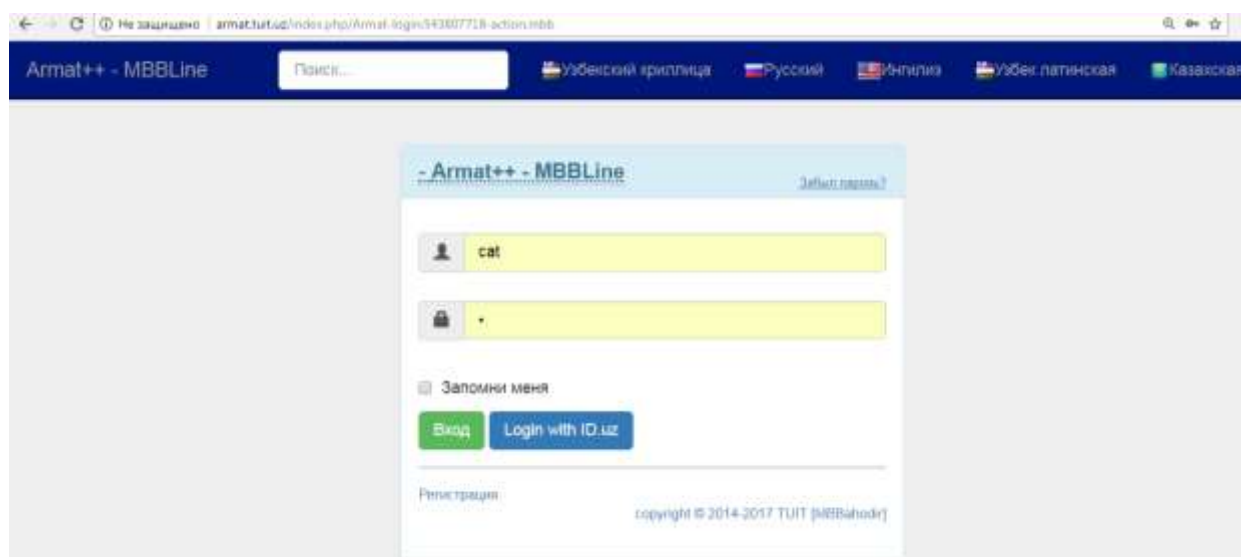 Не защищено armat.tuit.uz/index.php/Armat-login/543807718-action.mbb
Armat++ - MBBLine Поиск... Узбекский криллица Русский Инглиз Узбек латинская Казахская
- Armat++ - MBBLine Забыл пароль?
cat
Запомни меня
Вход Login with ID.uz
Регистрация
copyright © 2014-2017 TUIT [MBBahodir]